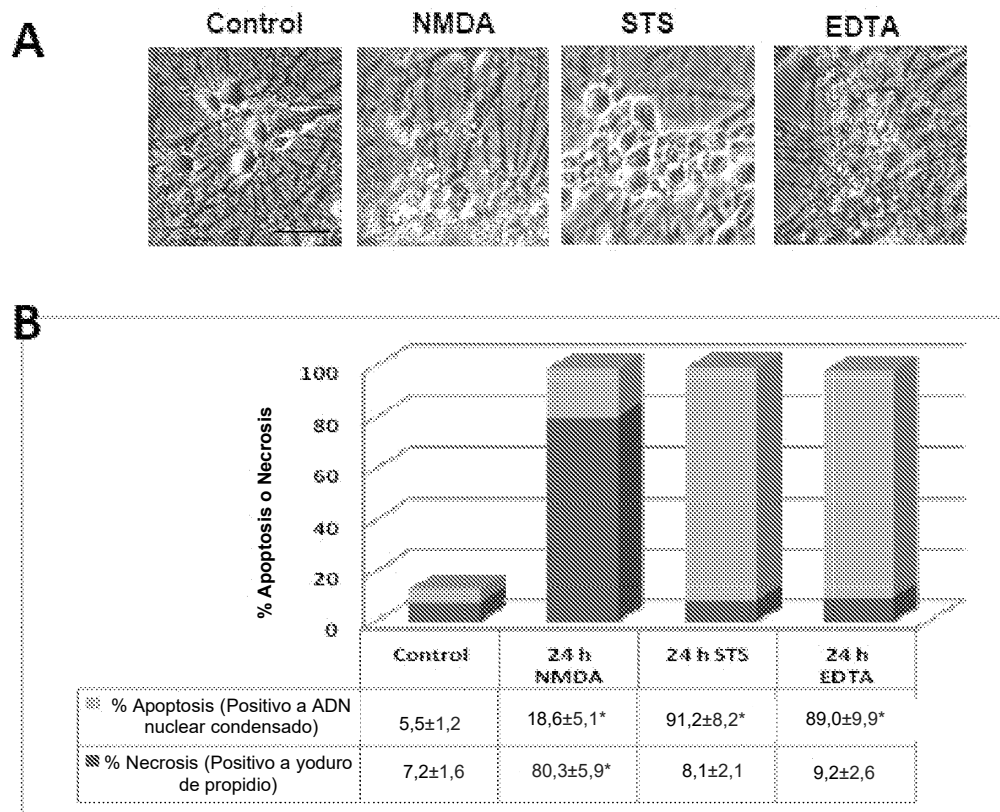 A
Control NMDA STS EDTA
B
% Apoptosis o Necrosis
100
80
60
40
20
0
Control 24 h NMDA 24 h STS 24 h EDTA
% Apoptosis (Positivo a ADN nuclear condensado) 5,5±1,2 18,6±5,1* 91,2±8,2* 89,0±9,9*
% Necrosis (Positivo a yoduro de propidio) 7,2±1,6 80,3±5,9* 8,1±2,1 9,2±2,6